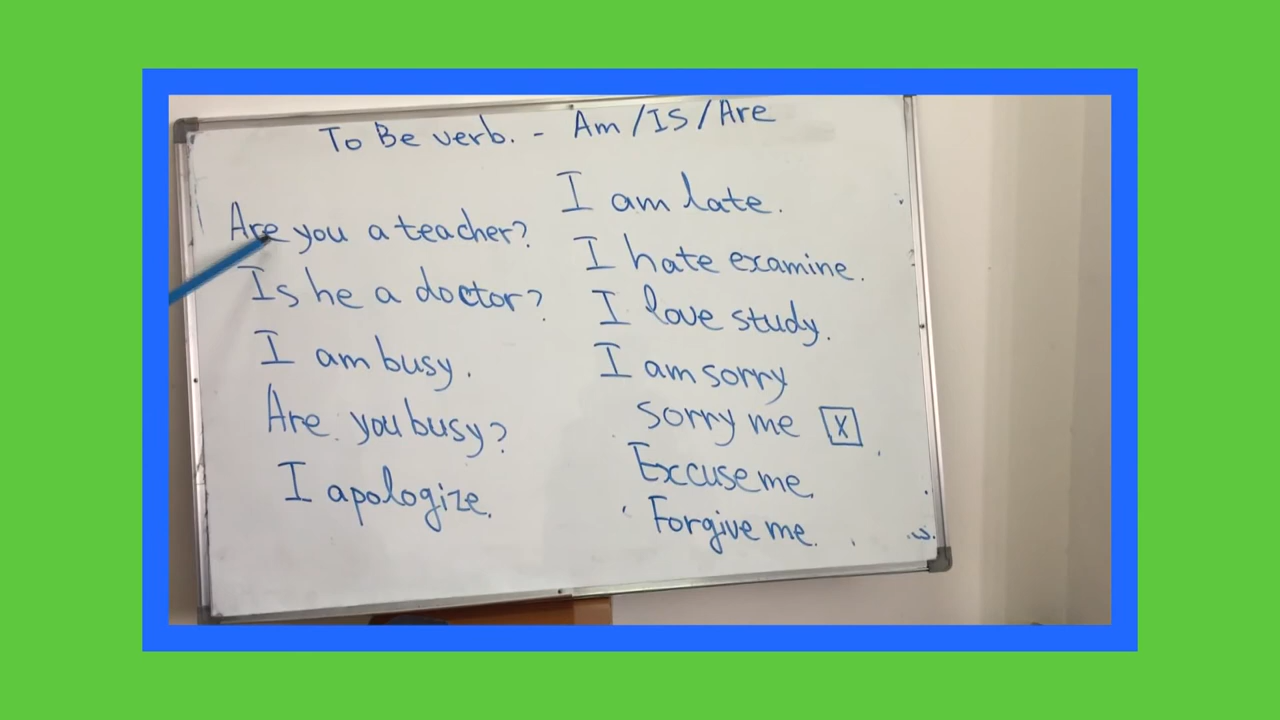 To Be verb. - Am/Is/Are
Are you a teacher?
Is he a doctor?
I am busy.
Are you busy?
I apologize.
I am late.
I hate examine.
I love study.
I am sorry
sorry me X
Excuse me.
Forgive me.